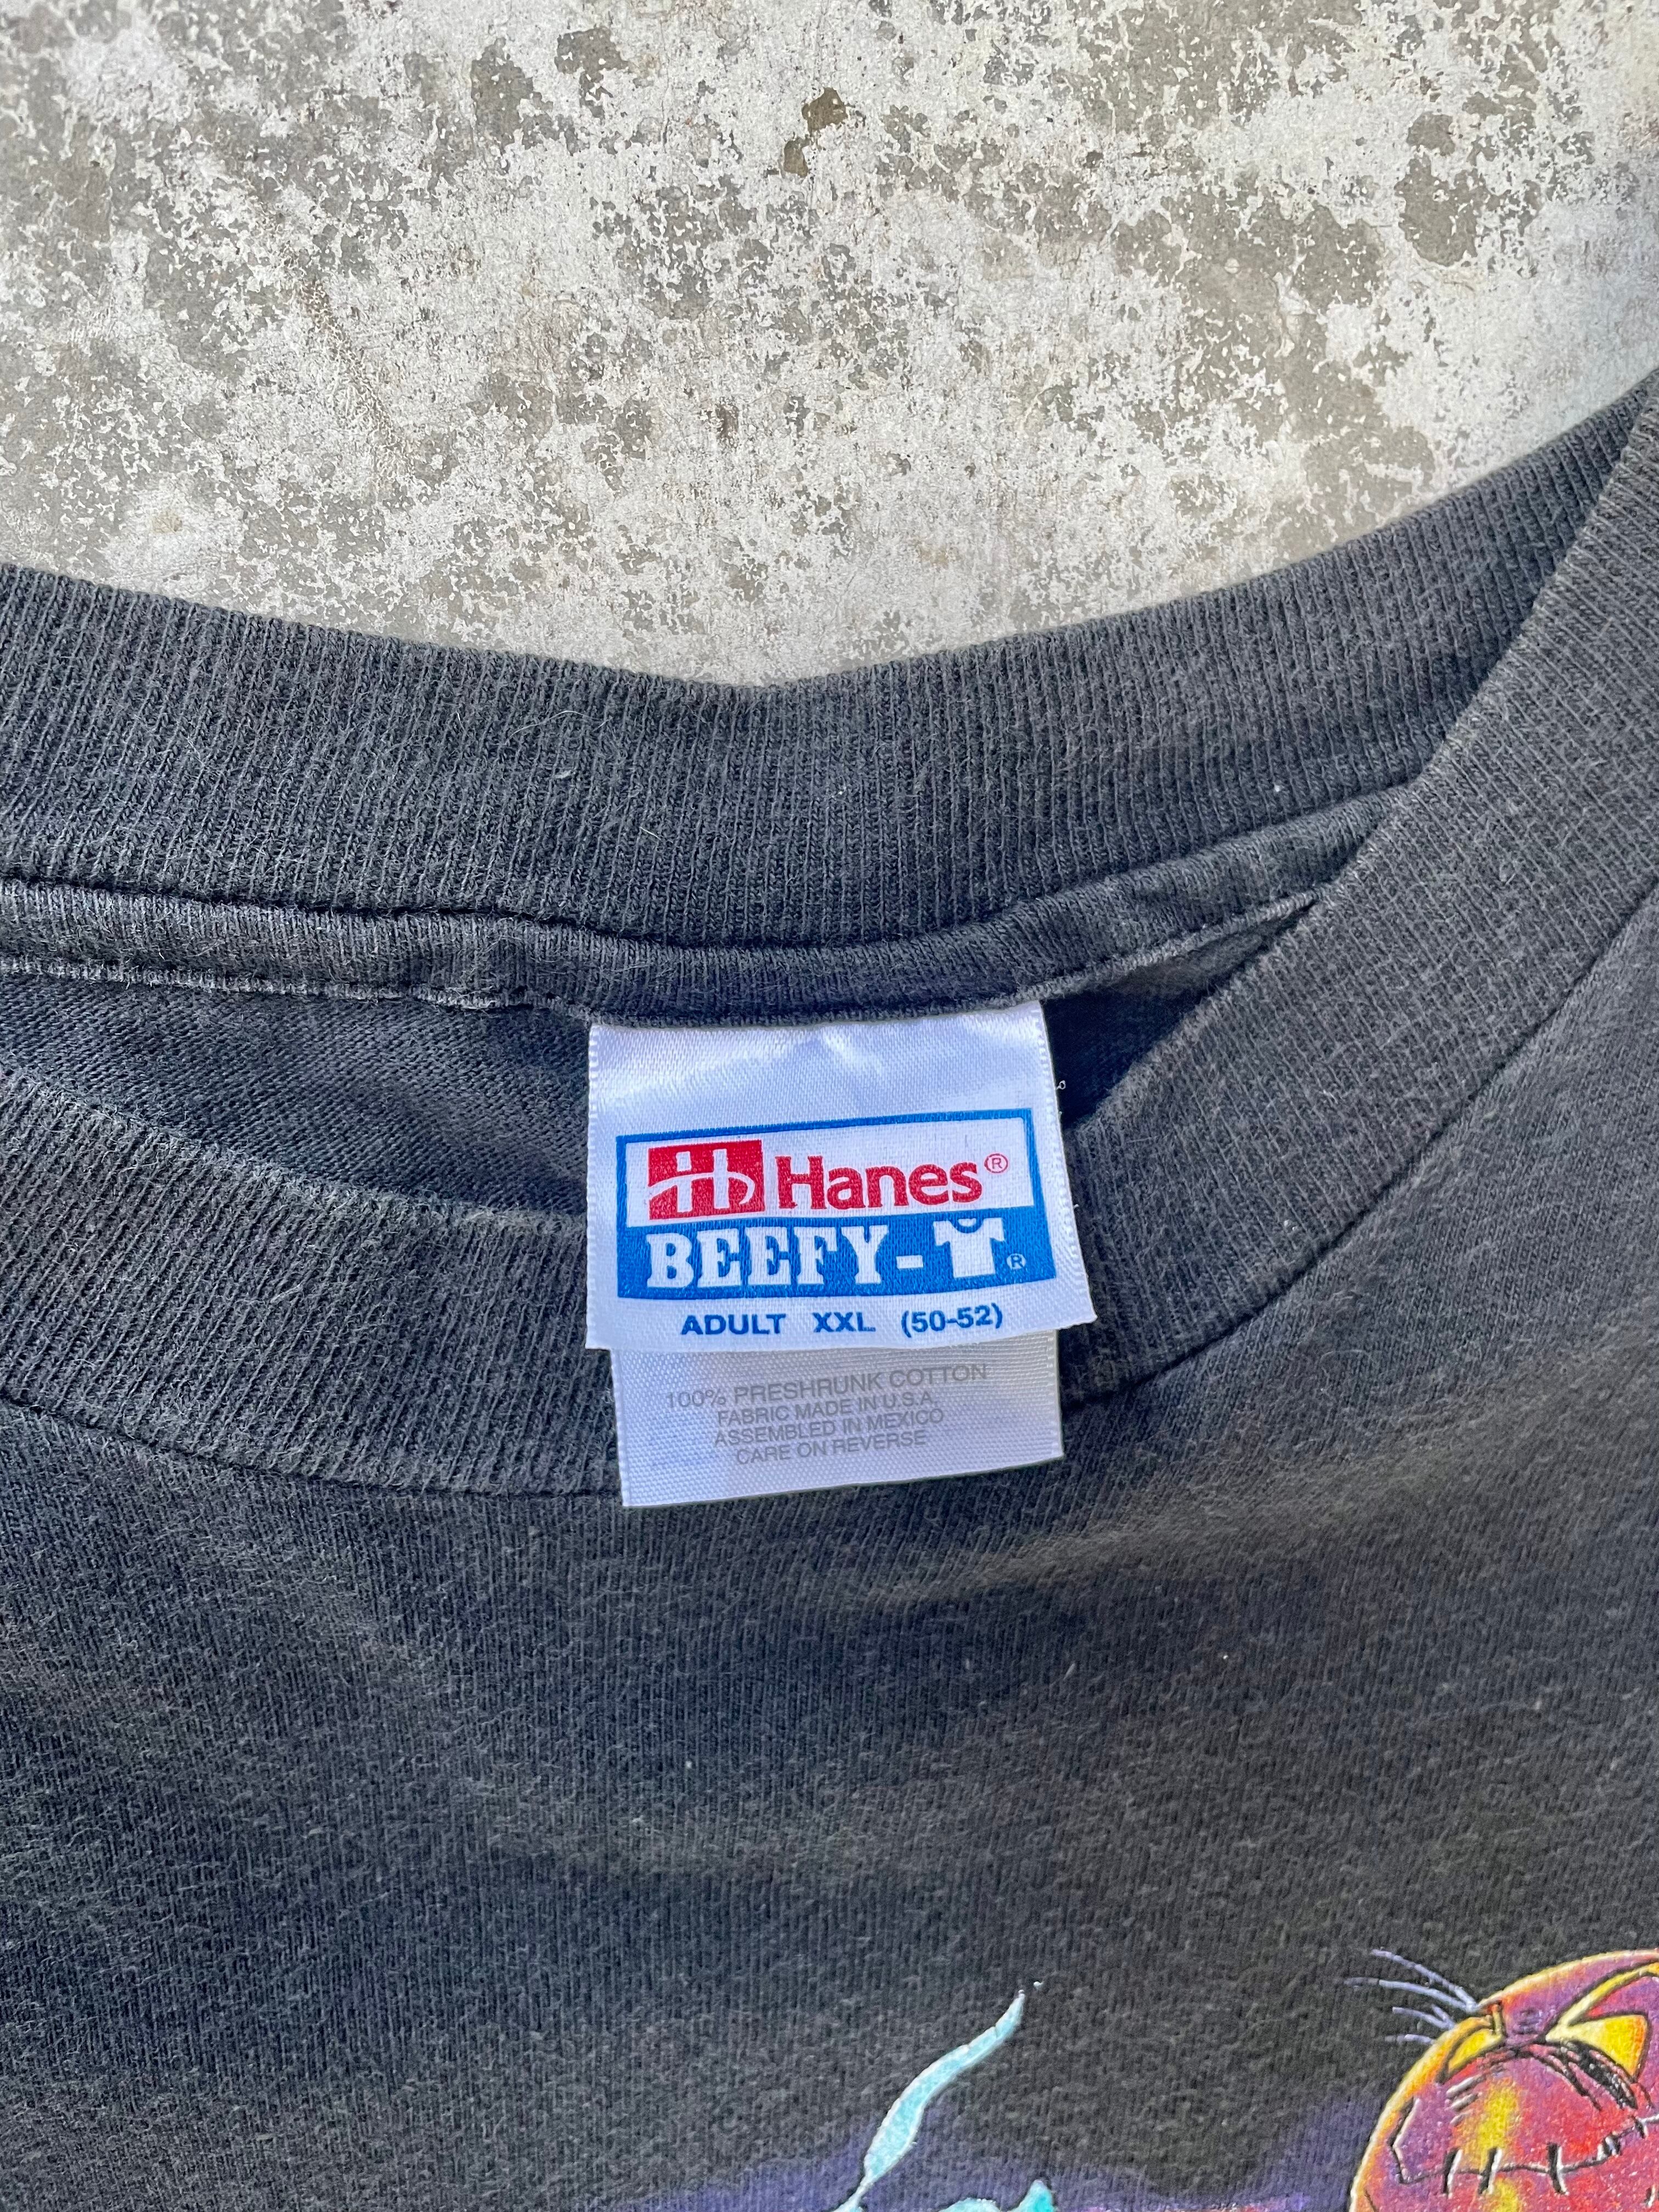 Hanes®
BEEFY-T®
ADULT XXL (50-52)
100% PRESHRUNK COTTON
FABRIC MADE IN U.S.A.
ASSEMBLED IN MEXICO
CARE ON REVERSE